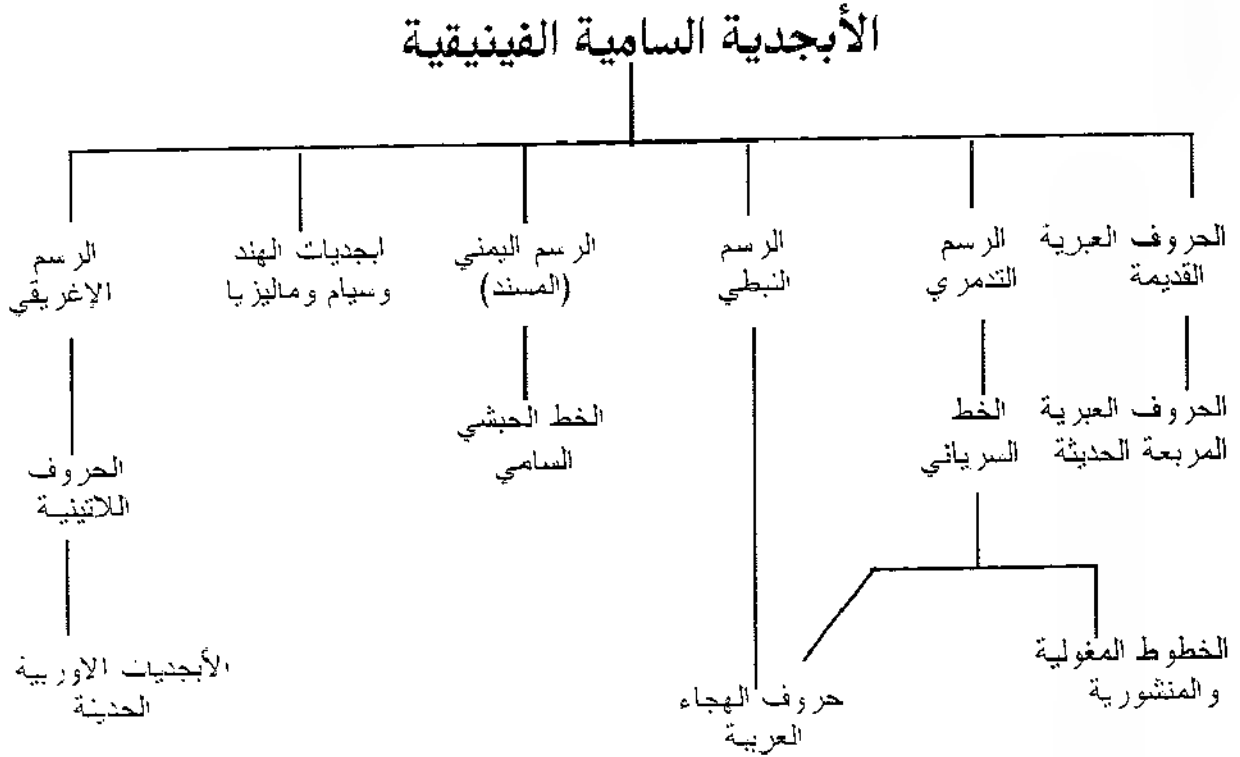 الأبجدية السامية الفينيقية
الحروف العبرية
القديمة
الرسم
التدمري
الرسم
النبطي
الرسم اليمني
(المسند)
ابجديات الهند
وسيام وماليزيا
الرسم
الإغريقي
الحروف العبرية
المربعة الحديثة
الخط
السرياني
الخط الحبشي
السامي
الحروف
اللاتينية
الخطوط المغولية
والمنشورية
حروف الهجاء
العربية
الأبجديات الاوربية
الحديثة